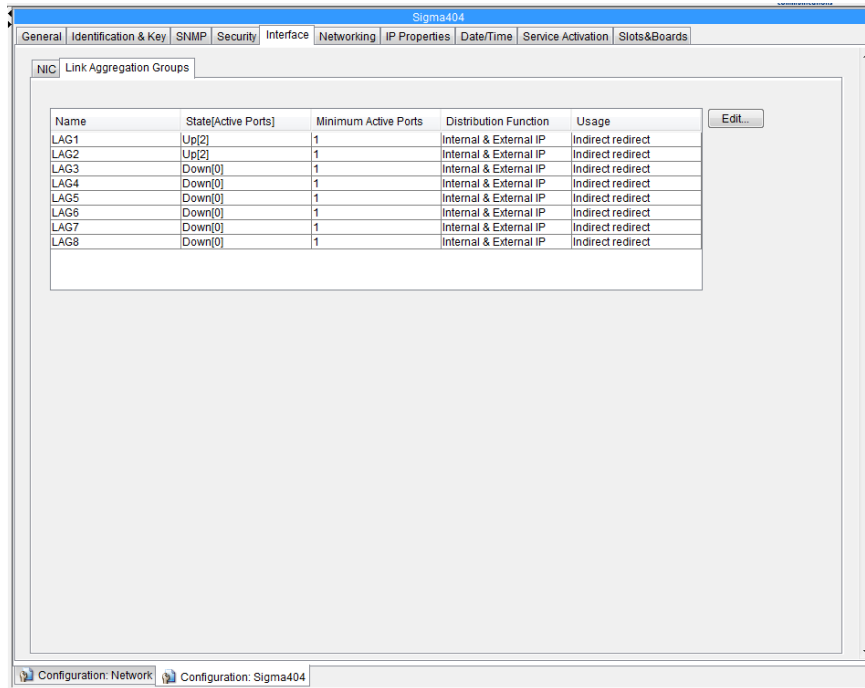 Sigma404
General Identification & Key SNMP Security Interface Networking IP Properties Date/Time Service Activation Slots&Boards
NIC Link Aggregation Groups
Name State[Active Ports] Minimum Active Ports Distribution Function Usage Edit...
LAG1 Up[2] 1 Internal & External IP Indirect redirect
LAG2 Up[2] 1 Internal & External IP Indirect redirect
LAG3 Down[0] 1 Internal & External IP Indirect redirect
LAG4 Down[0] 1 Internal & External IP Indirect redirect
LAG5 Down[0] 1 Internal & External IP Indirect redirect
LAG6 Down[0] 1 Internal & External IP Indirect redirect
LAG7 Down[0] 1 Internal & External IP Indirect redirect
LAG8 Down[0] 1 Internal & External IP Indirect redirect
Configuration: Network Configuration: Sigma404